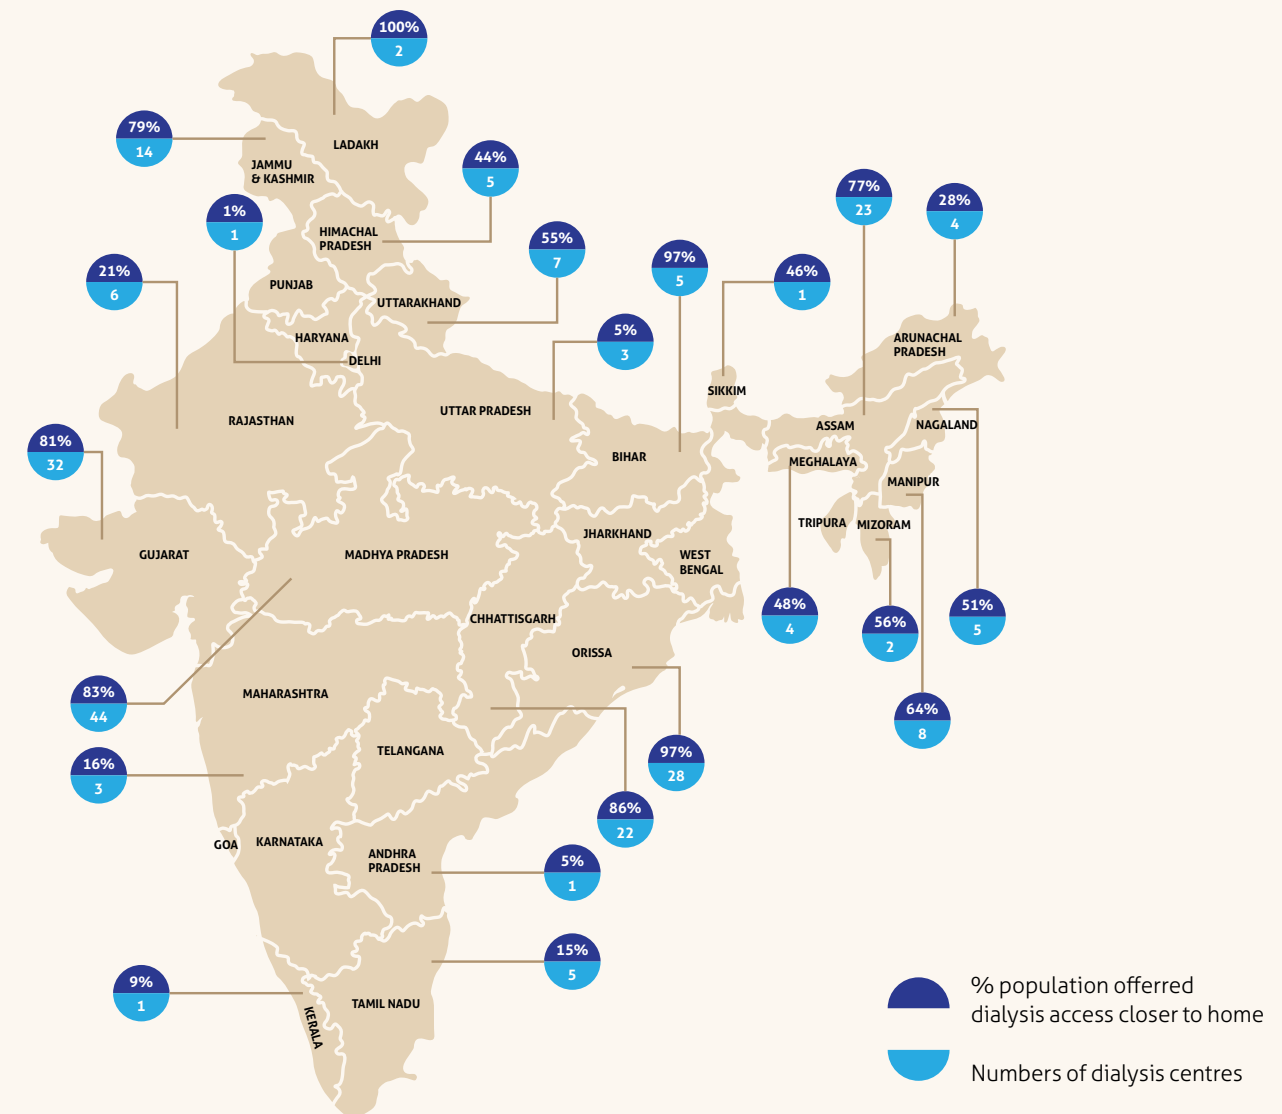 100%
2
79%
14
LADAKH
44%
5
JAMMU
& KASHMIR
77%
23
28%
4
1%
1
HIMACHAL
PRADESH
55%
7
97%
5
21%
6
46%
1
PUNJAB
UTTARAKHAND
5%
3
HARYANA
DELHI
ARUNACHAL
PRADESH
SIKKIM
RAJASTHAN
UTTAR PRADESH
ASSAM
NAGALAND
81%
32
BIHAR
MEGHALAYA
MANIPUR
TRIPURA
MIZORAM
GUJARAT
MADHYA PRADESH
JHARKHAND
WEST
BENGAL
48%
4
56%
2
51%
5
CHHATTISGARH
ORISSA
83%
44
MAHARASHTRA
64%
8
TELANGANA
97%
28
16%
3
86%
22
GOA
KARNATAKA
ANDHRA
PRADESH
5%
1
15%
5
9%
1
KERALA
TAMIL NADU
% population offerred
dialysis access closer to home
Numbers of dialysis centres